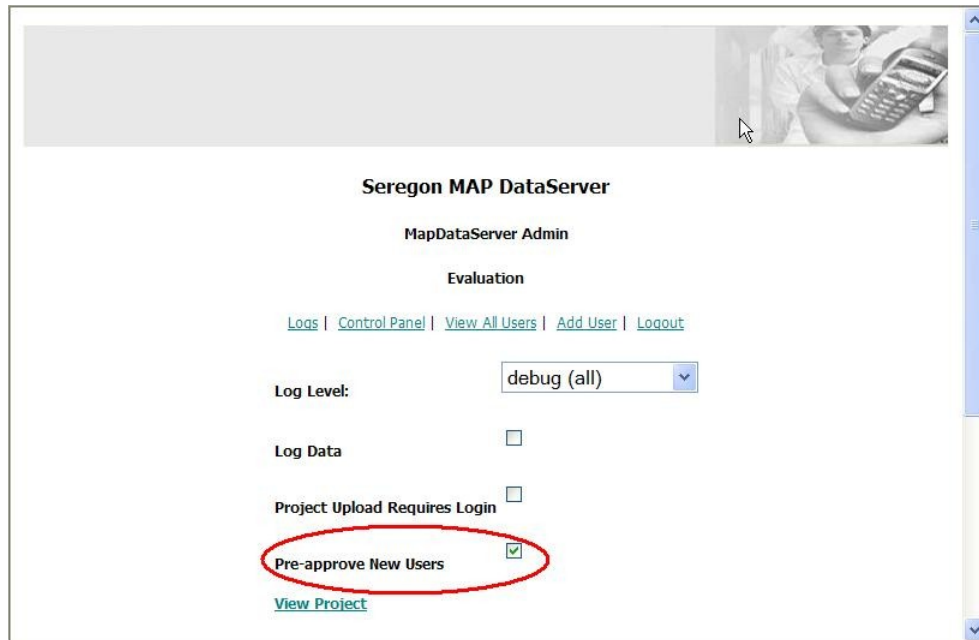 Seregon MAP DataServer
MapDataServer Admin
Evaluation
Logs | Control Panel | View All Users | Add User | Logout
Log Level: debug (all)
Log Data
Project Upload Requires Login
Pre-approve New Users
View Project